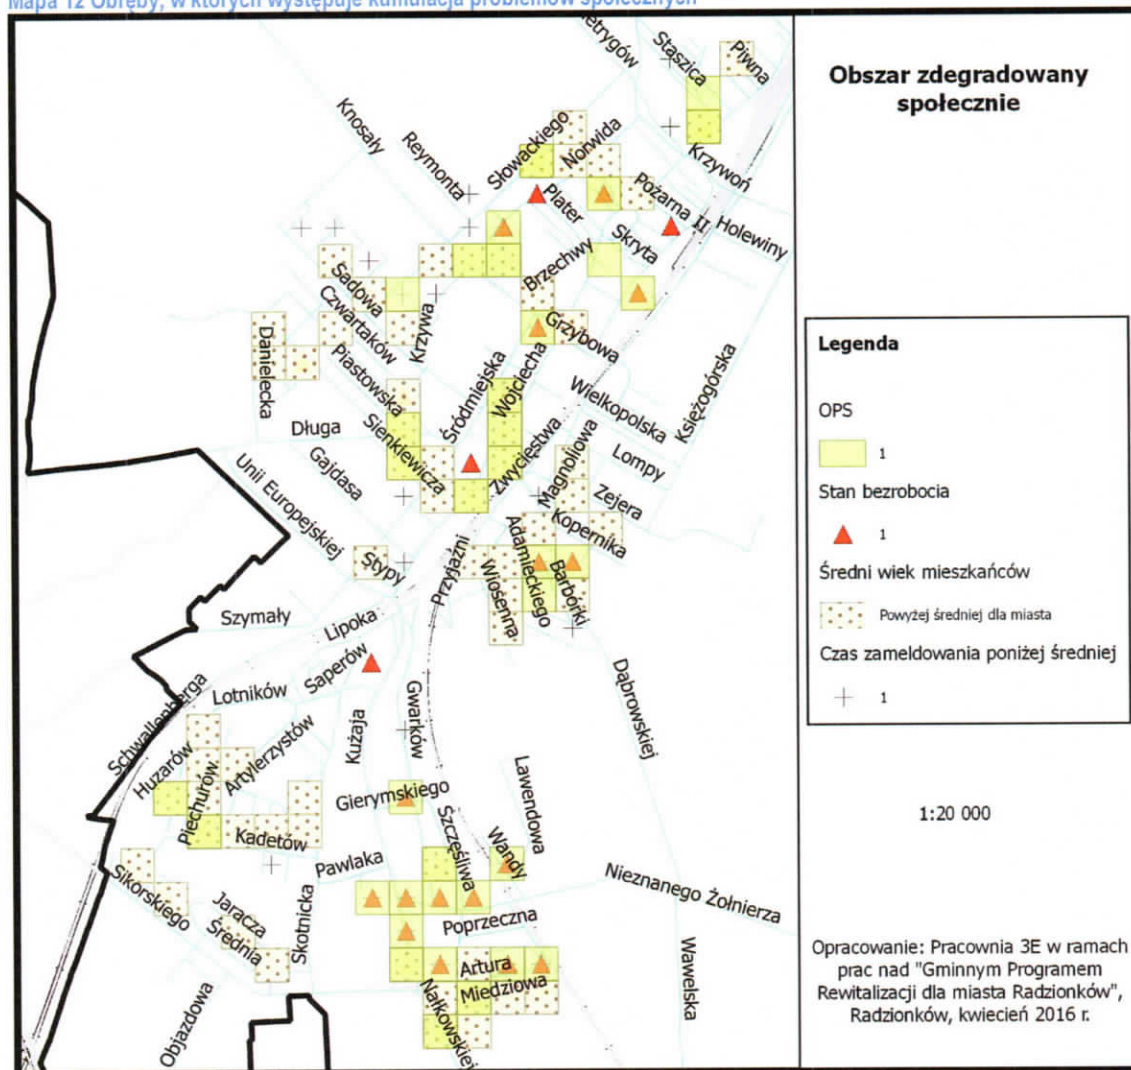 Mapa 12 Obręby, w których występuje kumulacja problemów społecznych
Staszica
Piwna
Knosały
Reymonta
Słowackiego
Norwida
Krzywoń
Plater
Pożarna II
Holewiny
Skryta
Brzechwy
Sadowa
Czwartaków
Krzywa
Grzybowa
Danielecka
Piastowska
Śródmiejska
Wojciecha
Wielkopolska
Księżogórska
Długa
Sienkiewicza
Gajdasa
Zwycięstwa
Magnoliowa
Lompy
Zejera
Unii Europejskiej
Kopernika
Stypy
Przyjaźni
Adamieckiego
Barbórki
Wiosenna
Szymały
Lipoka
Saperów
Lotników
Schwallenberga
Dąbrowskiej
Kużaja
Gwarków
Artylerzystów
Huzarów
Piechurów
Gierymskiego
Lawendowa
Kadetów
Szczęśliwa
Wandy
Pawlaka
Sikorskiego
Nieznanego Żołnierza
Jaracza
Średnia
Skotnicka
Poprzeczna
Artura
Miedziowa
Nałkowskiej
Wawelska
Objazdowa
Obszar zdegradowany
społecznie
Legenda
OPS
1
Stan bezrobocia
1
Średni wiek mieszkańców
Powyżej średniej dla miasta
Czas zameldowania poniżej średniej
1
1:20 000
Opracowanie: Pracownia 3E w ramach
prac nad "Gminnym Programem
Rewitalizacji dla miasta Radzionków",
Radzionków, kwiecień 2016 r.